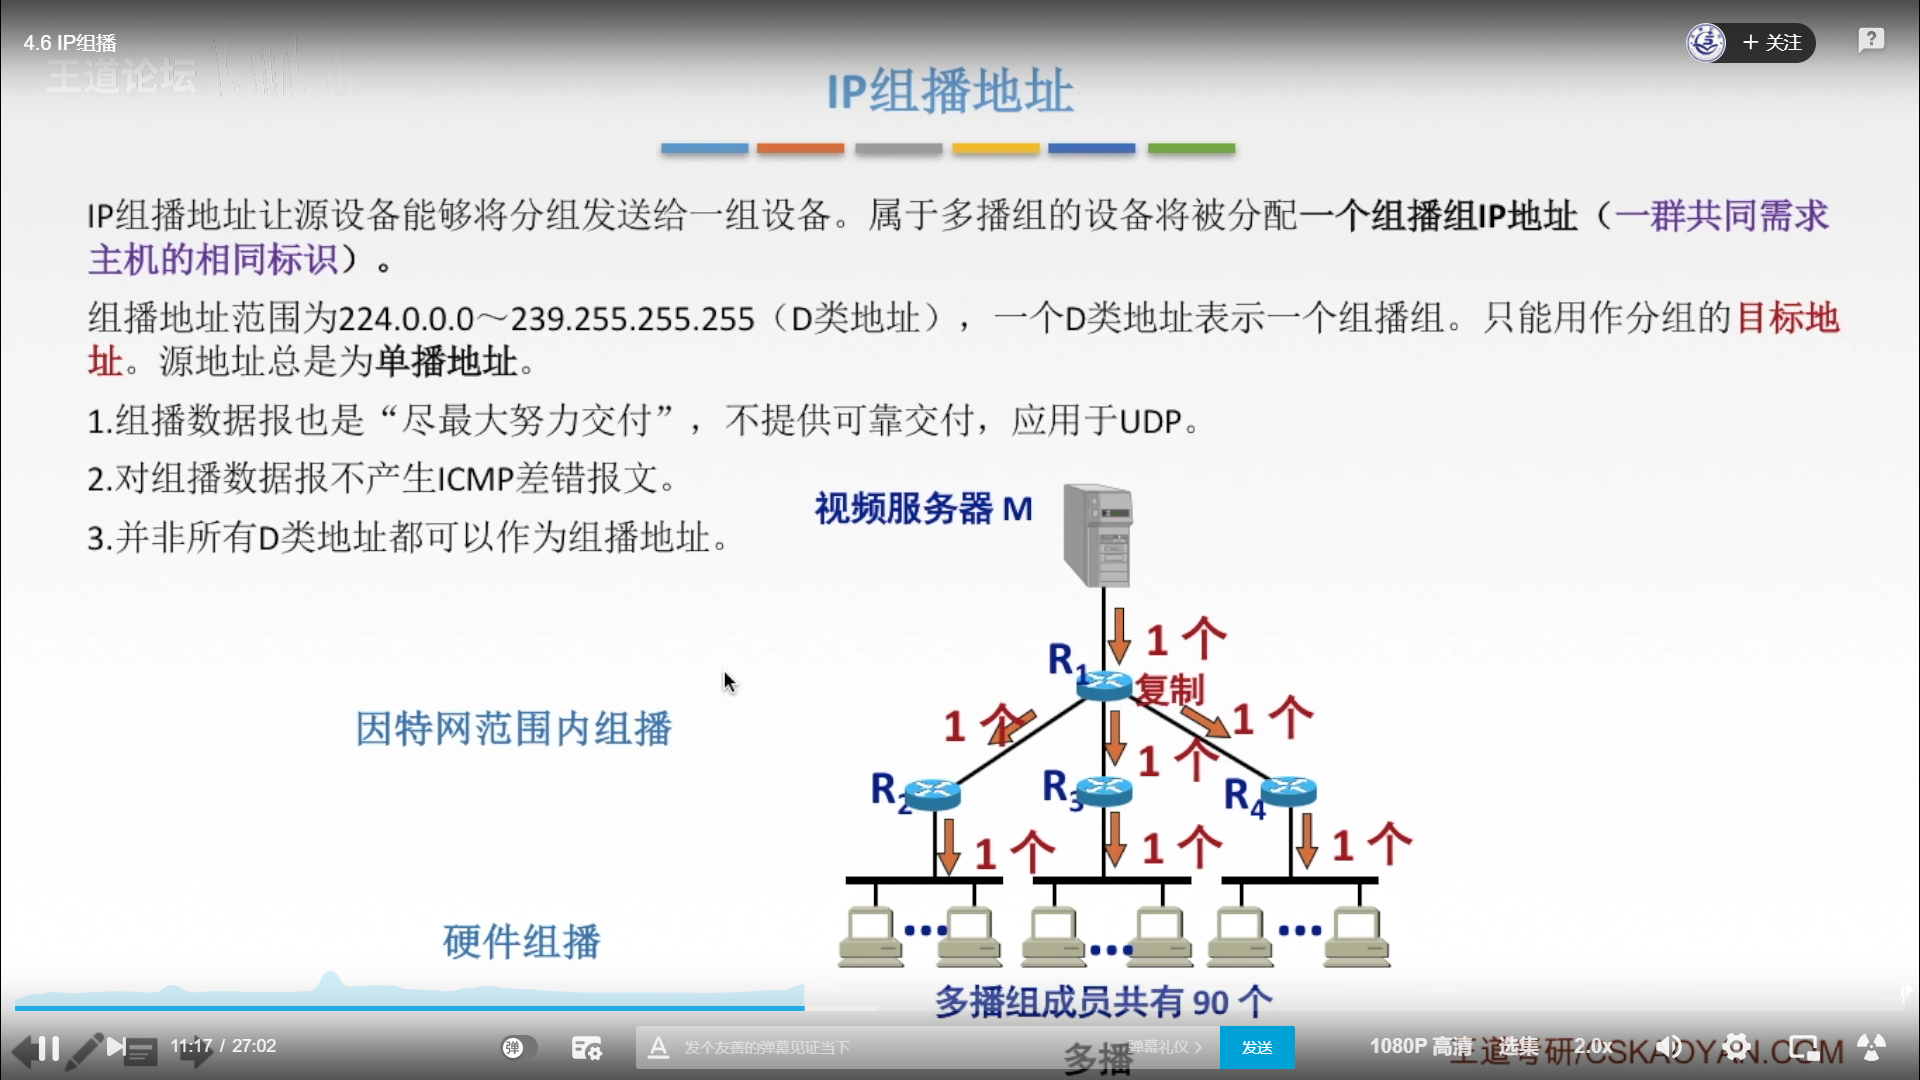 4.6 IP组播
+ 关注
王道论坛
IP组播地址
IP组播地址让源设备能够将分组发送给一组设备。属于多播组的设备将被分配一个组播组IP地址（一群共同需求
主机的相同标识）。
组播地址范围为224.0.0.0～239.255.255.255（D类地址），一个D类地址表示一个组播组。只能用作分组的目标地
址。源地址总是为单播地址。
1.组播数据报也是“尽最大努力交付”，不提供可靠交付，应用于UDP。
2.对组播数据报不产生ICMP差错报文。
3.并非所有D类地址都可以作为组播地址。
视频服务器 M
1 个
R1
复制
1 个
1 个
1 个
因特网范围内组播
R2
R3
R4
1 个
1 个
1 个
硬件组播
多播组成员共有 90 个
11:17 / 27:02
弹
A
发个友善的弹幕见证当下
弹幕礼仪 >
发送
多播
1080P 高清
选集
2.0x
王道考研/CSKAOYAN.COM